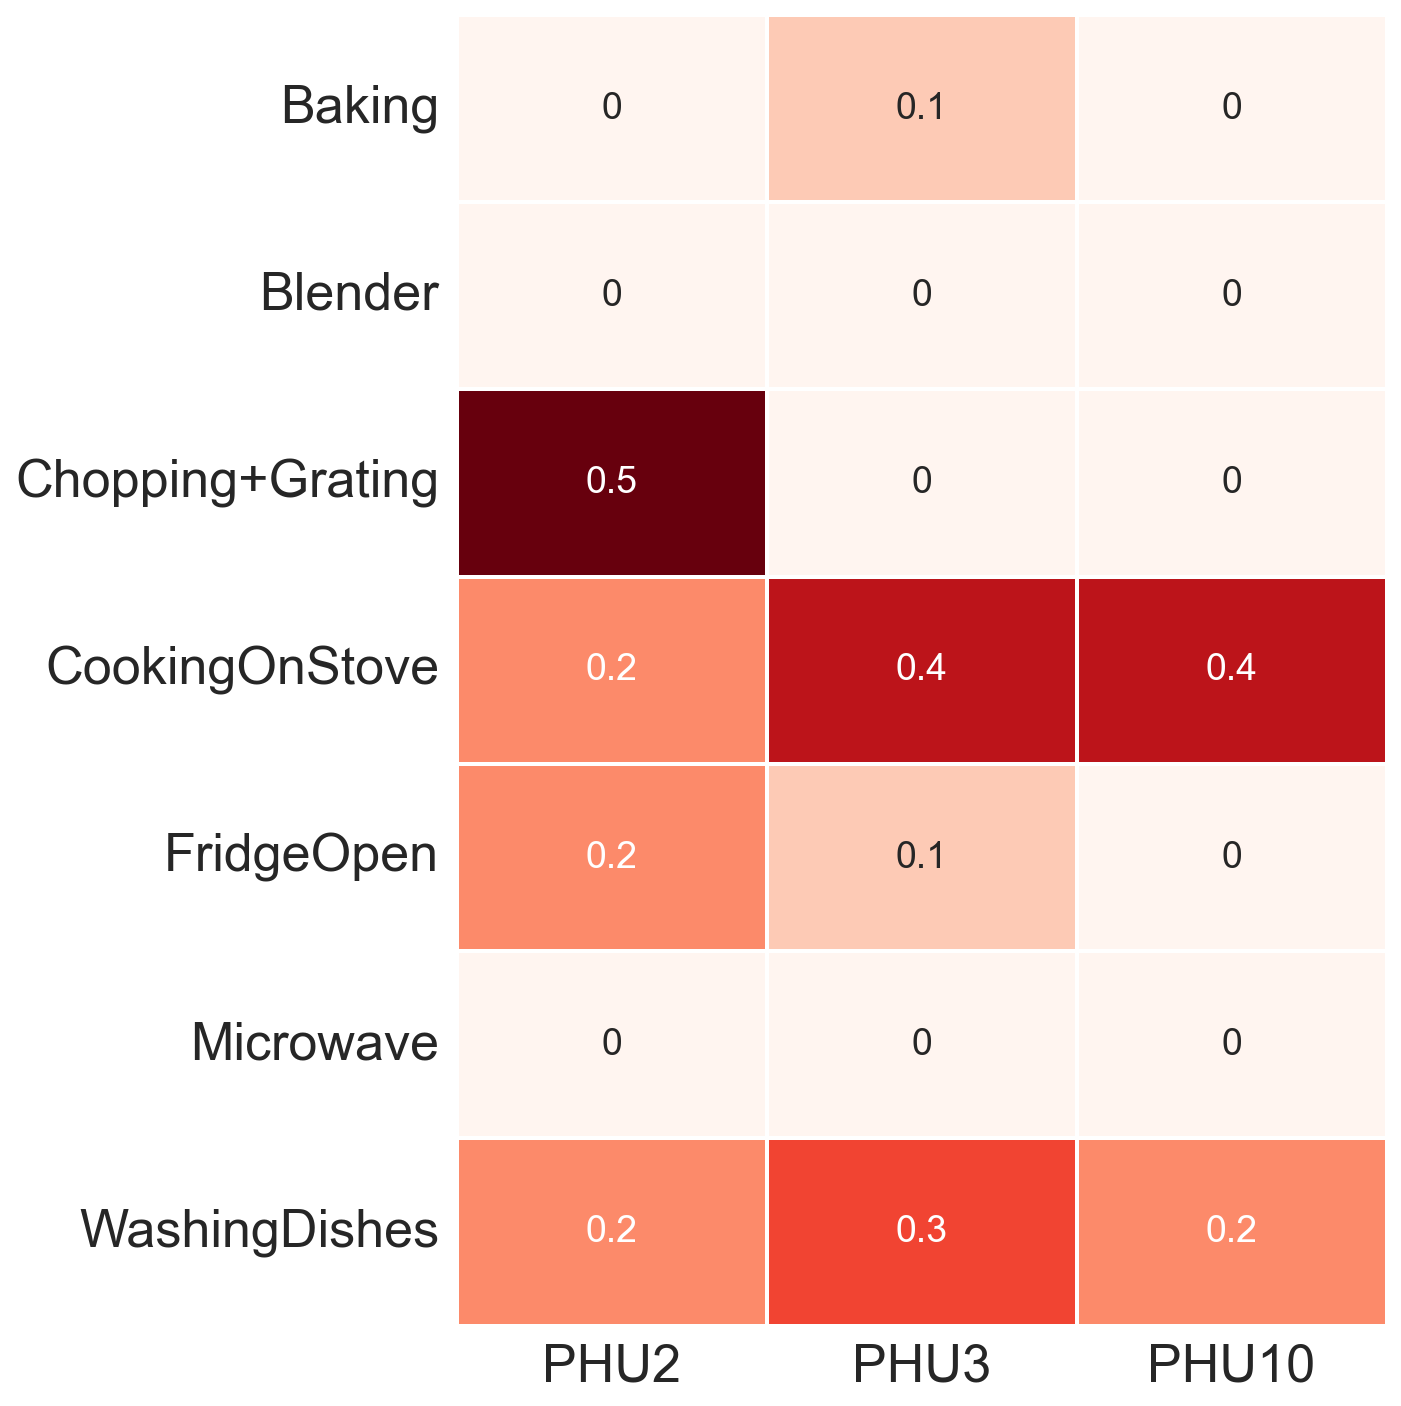 Baking 0 0.1 0
Blender 0 0 0
Chopping+Grating 0.5 0 0
CookingOnStove 0.2 0.4 0.4
FridgeOpen 0.2 0.1 0
Microwave 0 0 0
WashingDishes 0.2 0.3 0.2
PHU2 PHU3 PHU10